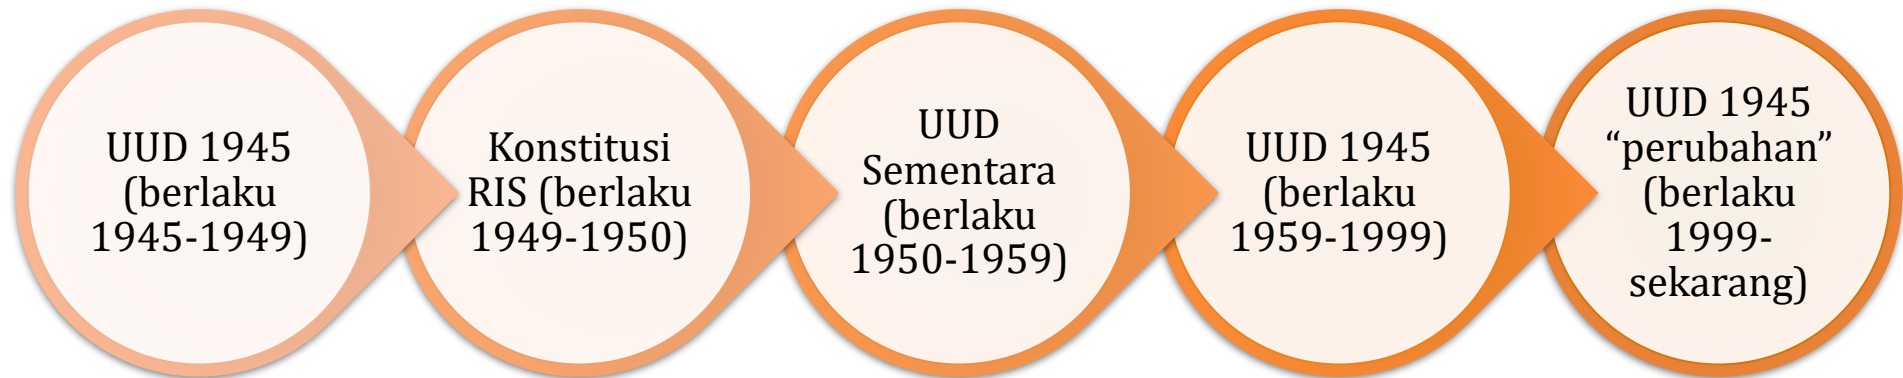 UUD 1945
(berlaku
1945-1949)
Konstitusi
RIS (berlaku
1949-1950)
UUD
Sementara
(berlaku
1950-1959)
UUD 1945
(berlaku
1959-1999)
UUD 1945
“perubahan”
(berlaku
1999-
sekarang)